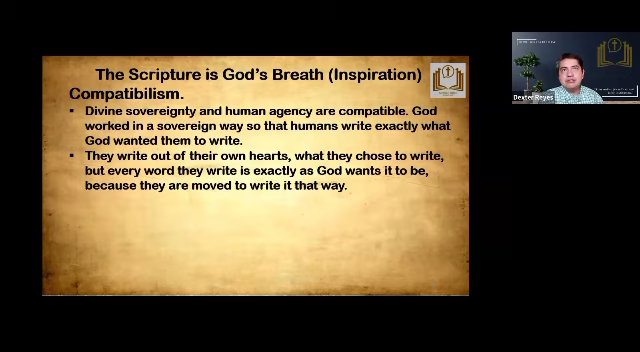 The Scripture is God's Breath (Inspiration)
Compatibilism.
▪ Divine sovereignty and human agency are compatible. God
worked in a sovereign way so that humans write exactly what
God wanted them to write.
▪ They write out of their own hearts, what they chose to write,
but every word they write is exactly as God wants it to be,
because they are moved to write it that way.
Dexter Reyes